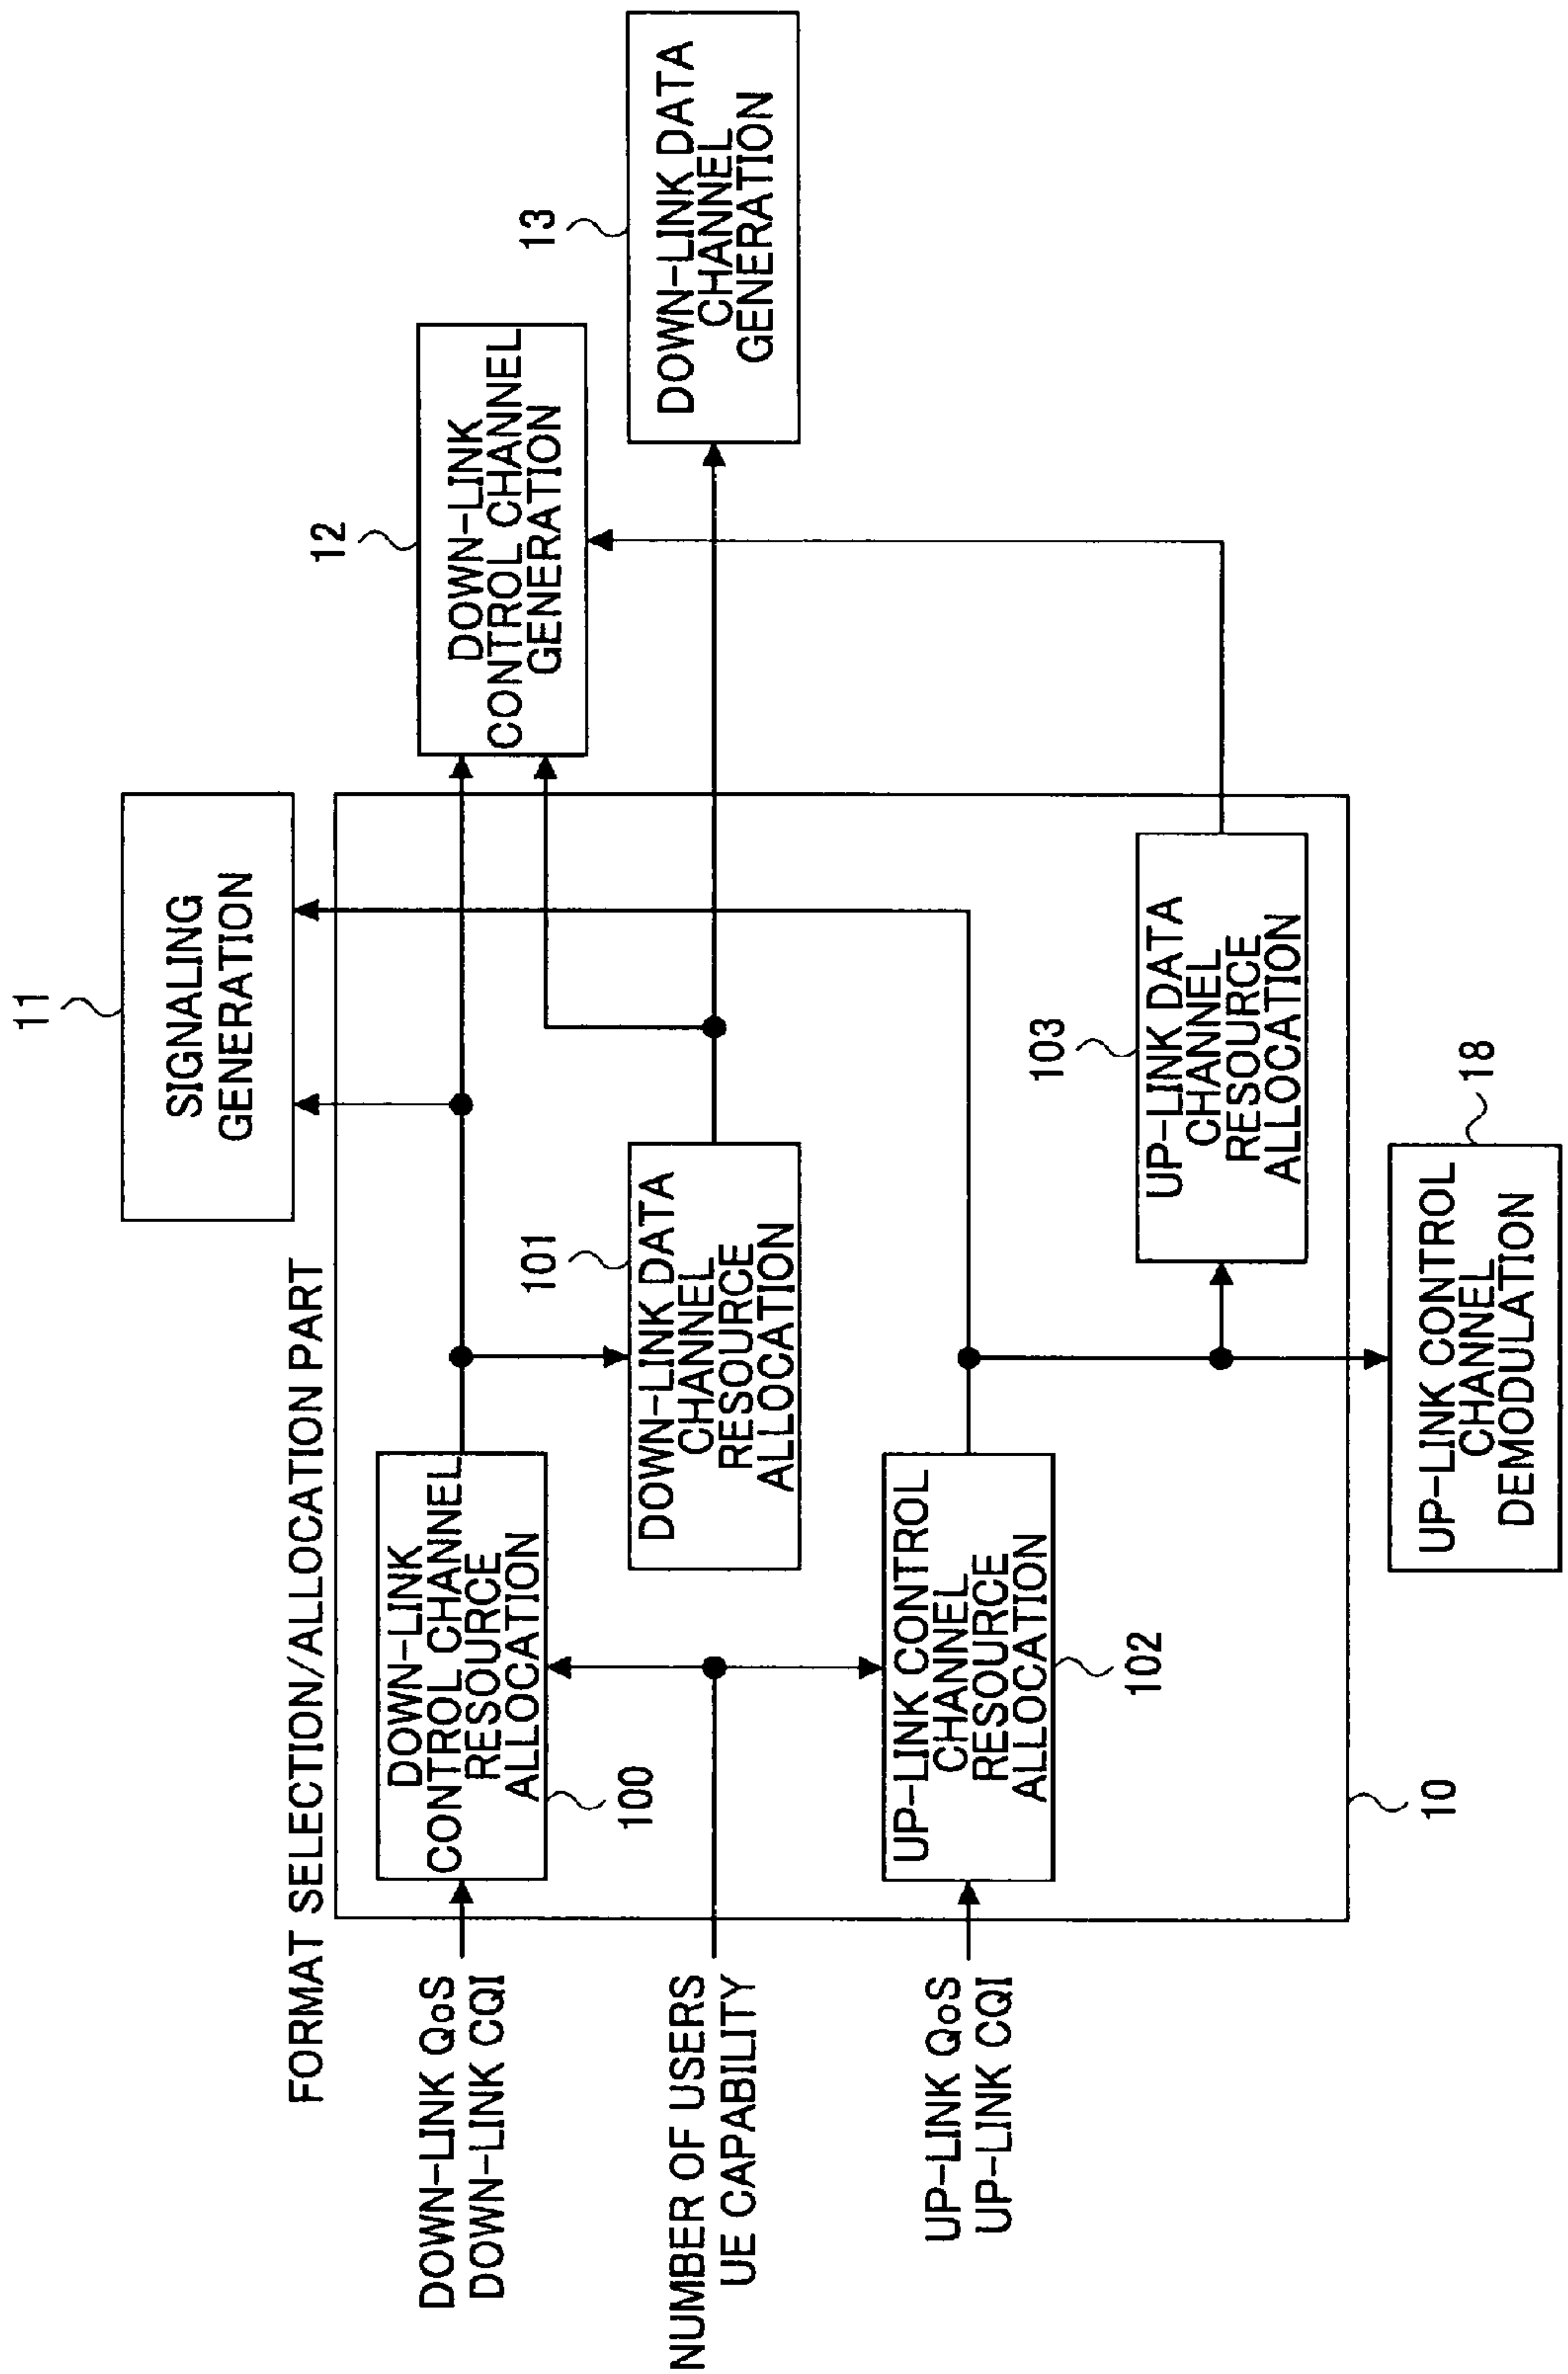 FORMAT SELECTION/ALLOCATION PART
11
SIGNALING
GENERATION
DOWN-LINK QoS
DOWN-LINK CQI
DOWN-LINK
CONTROL CHANNEL
RESOURCE
ALLOCATION
100
12
DOWN-LINK
CONTROL CHANNEL
GENERATION
NUMBER OF USERS
UE CAPABILITY
101
DOWN-LINK DATA
CHANNEL
RESOURCE
ALLOCATION
13
DOWN-LINK DATA
CHANNEL
GENERATION
UP-LINK QoS
UP-LINK CQI
UP-LINK CONTROL
CHANNEL
RESOURCE
ALLOCATION
102
103
UP-LINK DATA
CHANNEL
RESOURCE
ALLOCATION
10
18
UP-LINK CONTROL
CHANNEL
DEMODULATION